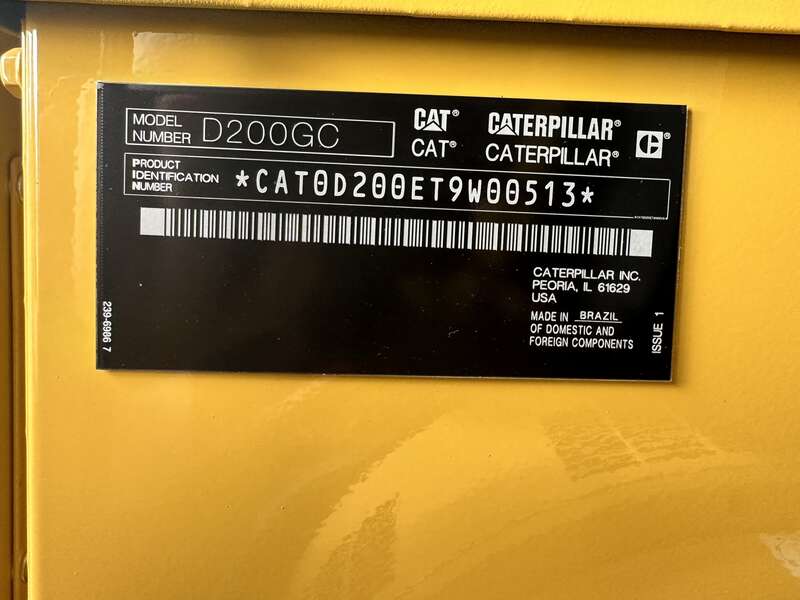 MODEL
NUMBER D200GC
CAT® CATERPILLAR®
CAT® CATERPILLAR®
PRODUCT
IDENTIFICATION
NUMBER
*CAT0D200ET9W00513*
CATERPILLAR INC.
PEORIA, IL 61629
USA
MADE IN BRAZIL
OF DOMESTIC AND
FOREIGN COMPONENTS
ISSUE 1
239-6906 7